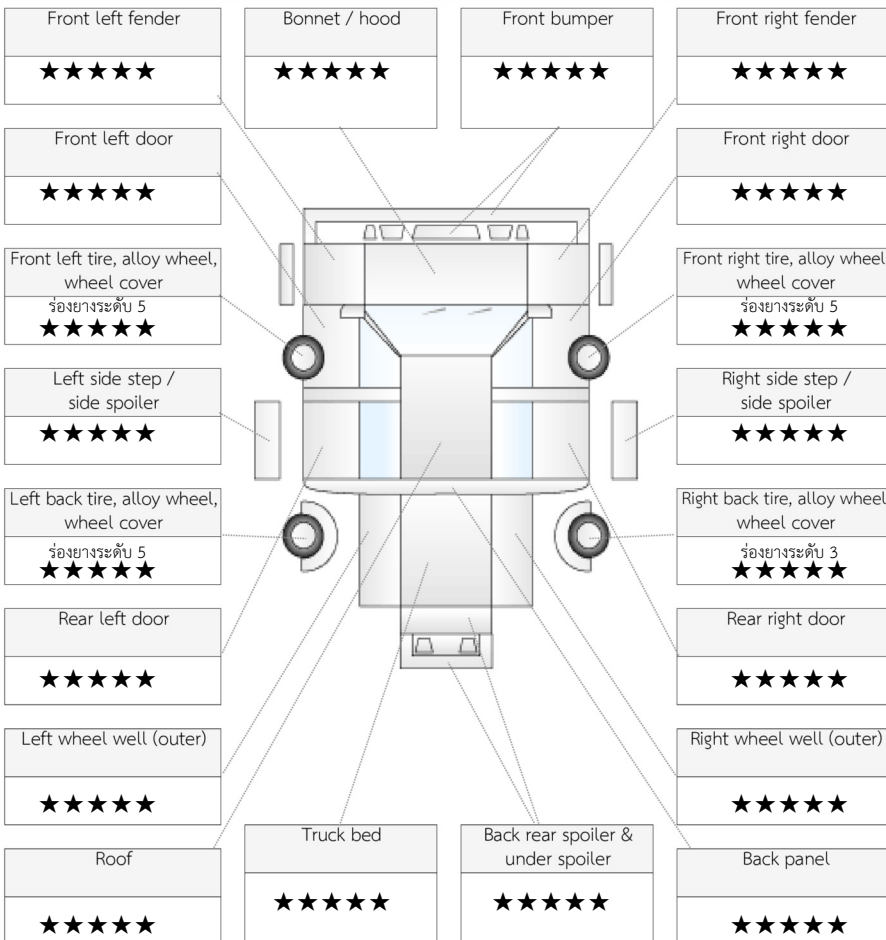 Front left fender
★★★★★
Bonnet / hood
★★★★★
Front bumper
★★★★★
Front right fender
★★★★★
Front left door
★★★★★
Front right door
★★★★★
Front left tire, alloy wheel,
wheel cover
ร่องยางระดับ 5
★★★★★
Front right tire, alloy wheel
wheel cover
ร่องยางระดับ 5
★★★★★
Left side step /
side spoiler
★★★★★
Right side step /
side spoiler
★★★★★
Left back tire, alloy wheel,
wheel cover
ร่องยางระดับ 5
★★★★★
Right back tire, alloy wheel
wheel cover
ร่องยางระดับ 3
★★★★★
Rear left door
★★★★★
Rear right door
★★★★★
Left wheel well (outer)
★★★★★
Right wheel well (outer)
★★★★★
Roof
★★★★★
Truck bed
★★★★★
Back rear spoiler &
under spoiler
★★★★★
Back panel
★★★★★